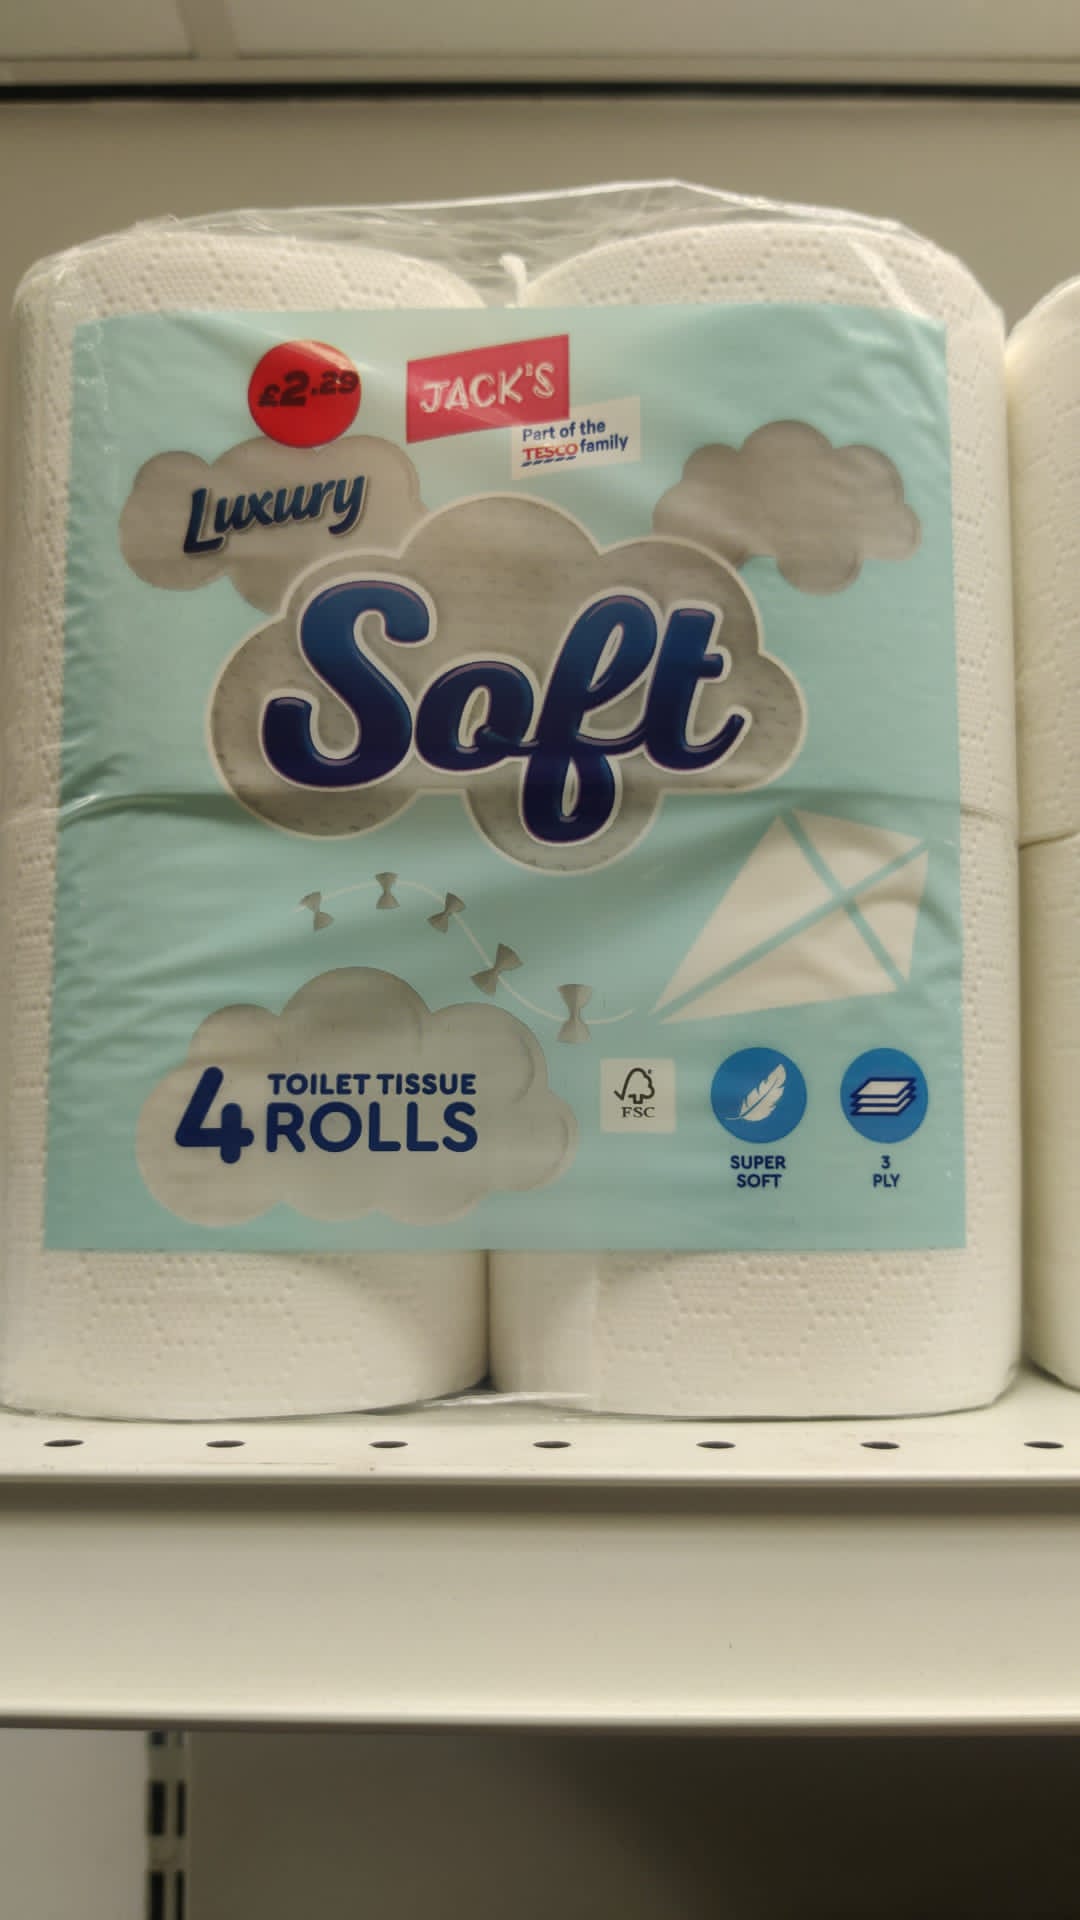 £2.29
JACK'S
Part of the
TESCO family
Luxury
Soft
4 TOILET TISSUE
ROLLS
FSC
SUPER
SOFT
3
PLY